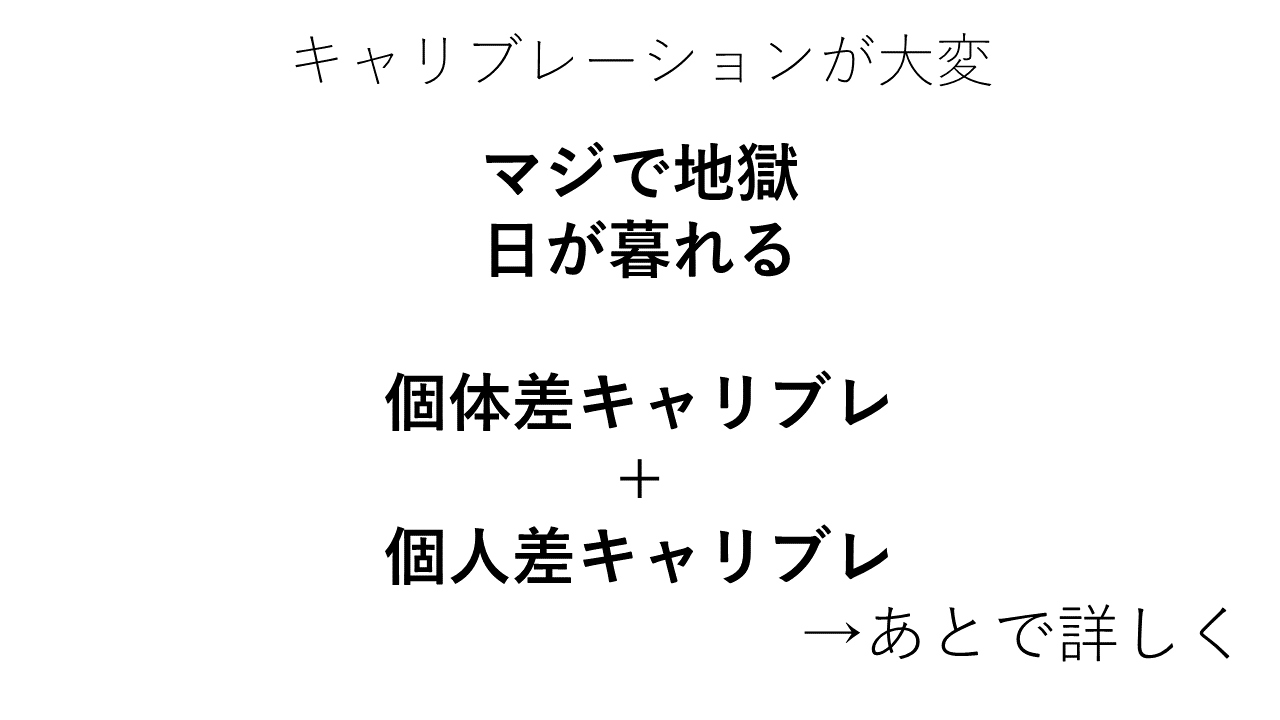 キャリブレーションが大変
マジで地獄
日が暮れる
個体差キャリブレ
＋
個人差キャリブレ
→あとで詳しく